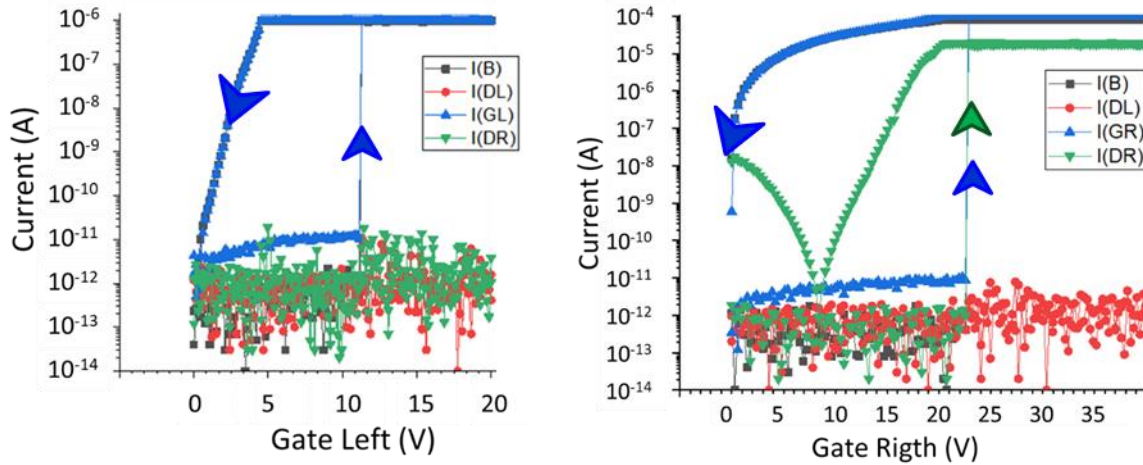 Current (A)
10⁻⁶
10⁻⁷
10⁻⁸
10⁻⁹
10⁻¹⁰
10⁻¹¹
10⁻¹²
10⁻¹³
10⁻¹⁴
I(B)
I(DL)
I(GL)
I(DR)
0 5 10 15 20
Gate Left (V)
Current (A)
10⁻⁴
10⁻⁵
10⁻⁶
10⁻⁷
10⁻⁸
10⁻⁹
10⁻¹⁰
10⁻¹¹
10⁻¹²
10⁻¹³
10⁻¹⁴
I(B)
I(DL)
I(GR)
I(DR)
0 5 10 15 20 25 30 35
Gate Rigth (V)